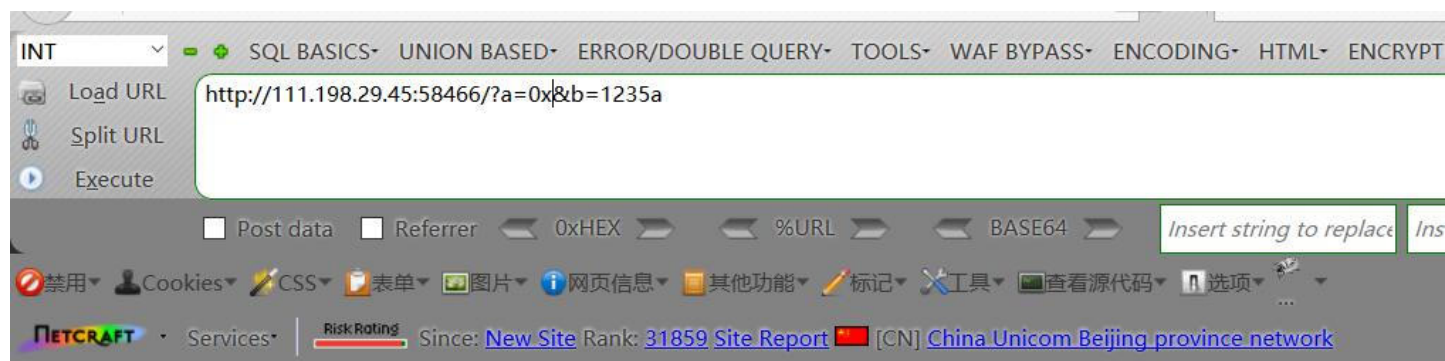 INT SQL BASICS UNION BASED ERROR/DOUBLE QUERY TOOLS WAF BYPASS ENCODING HTML ENCRYPT
Load URL http://111.198.29.45:58466/?a=0x&b=1235a
Split URL
Execute
Post data Referrer 0xHEX %URL BASE64 Insert string to replace Ins
禁用 Cookies CSS 表单 图片 网页信息 其他功能 标记 工具 查看源代码 选项 ...
NETCRAFT Services Risk Rating Since: New Site Rank: 31859 Site Report [CN] China Unicom Beijing province network